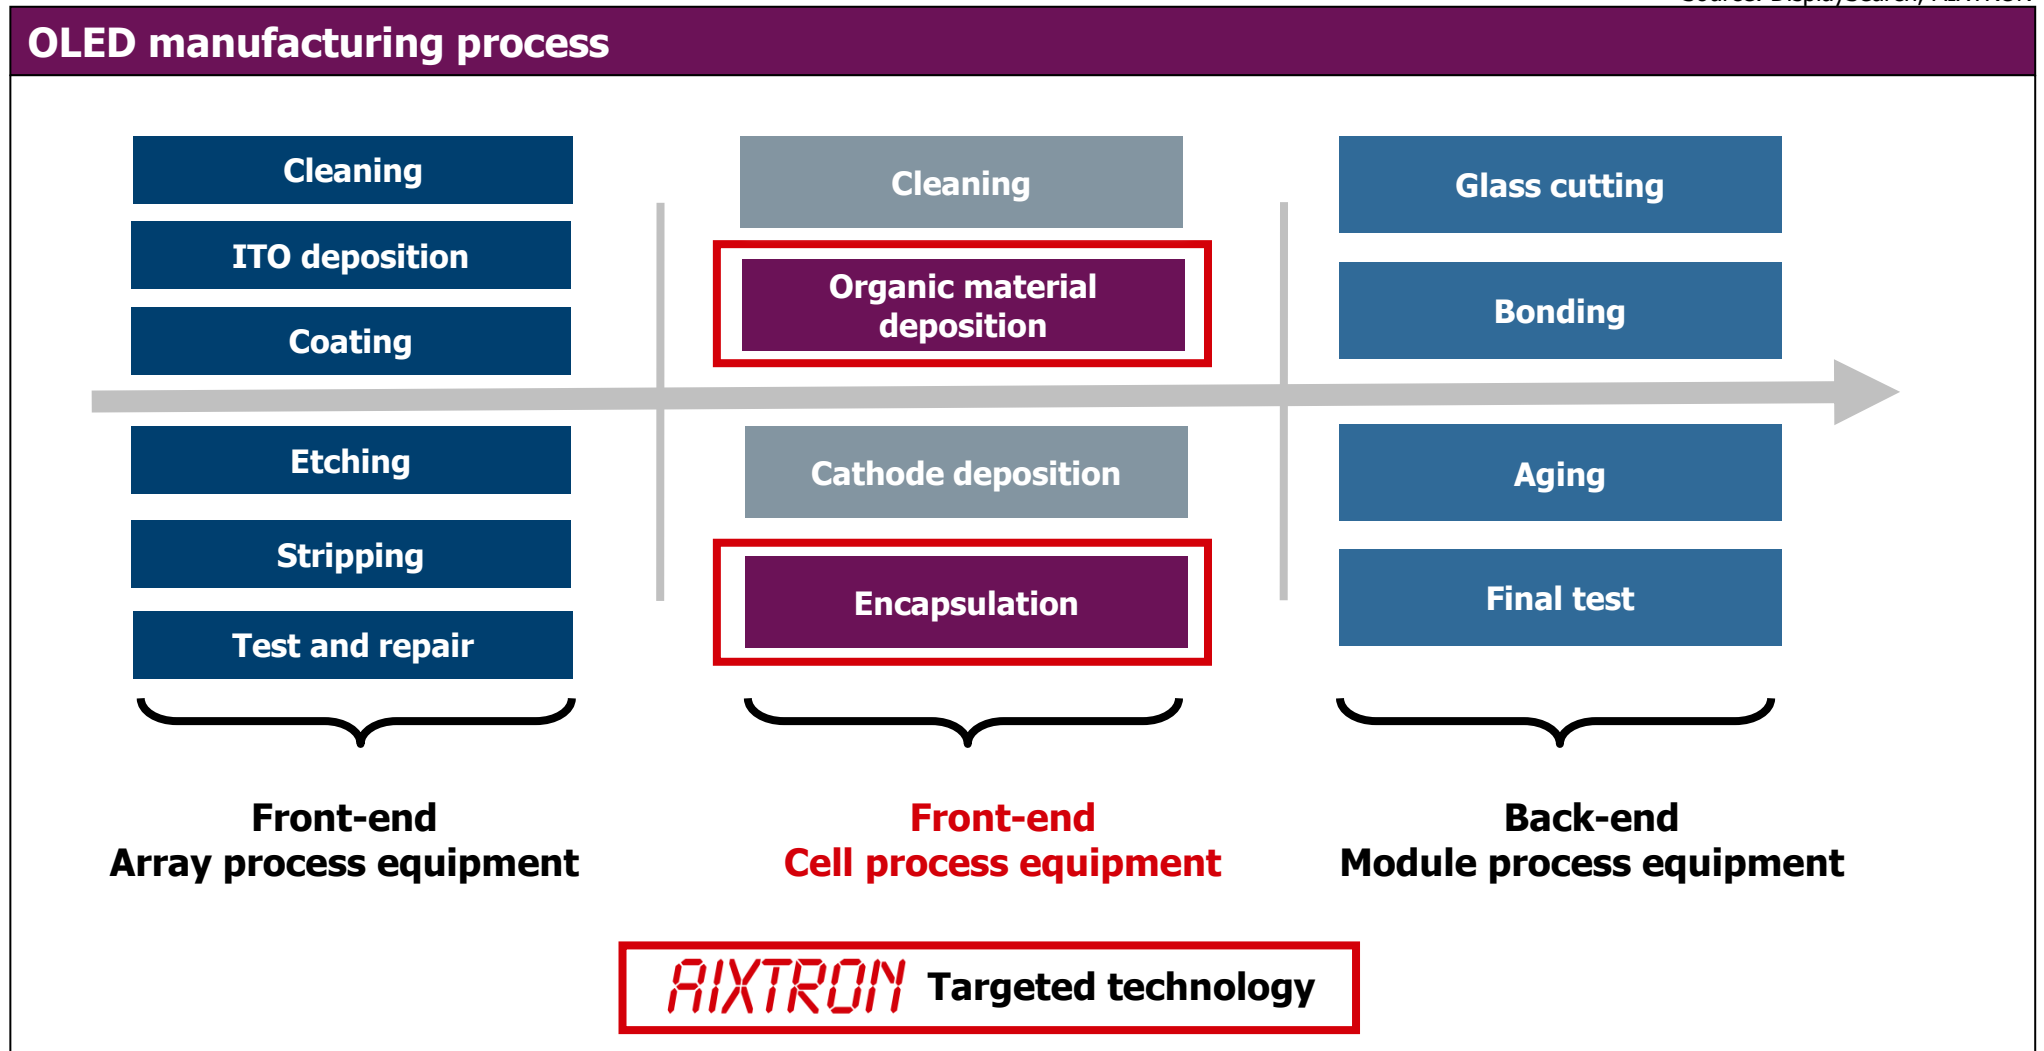 OLED manufacturing process
Cleaning
ITO deposition
Coating
Etching
Stripping
Test and repair
Front-end
Array process equipment
Cleaning
Organic material
deposition
Cathode deposition
Encapsulation
Front-end
Cell process equipment
Glass cutting
Bonding
Aging
Final test
Back-end
Module process equipment
AIXTRON Targeted technology